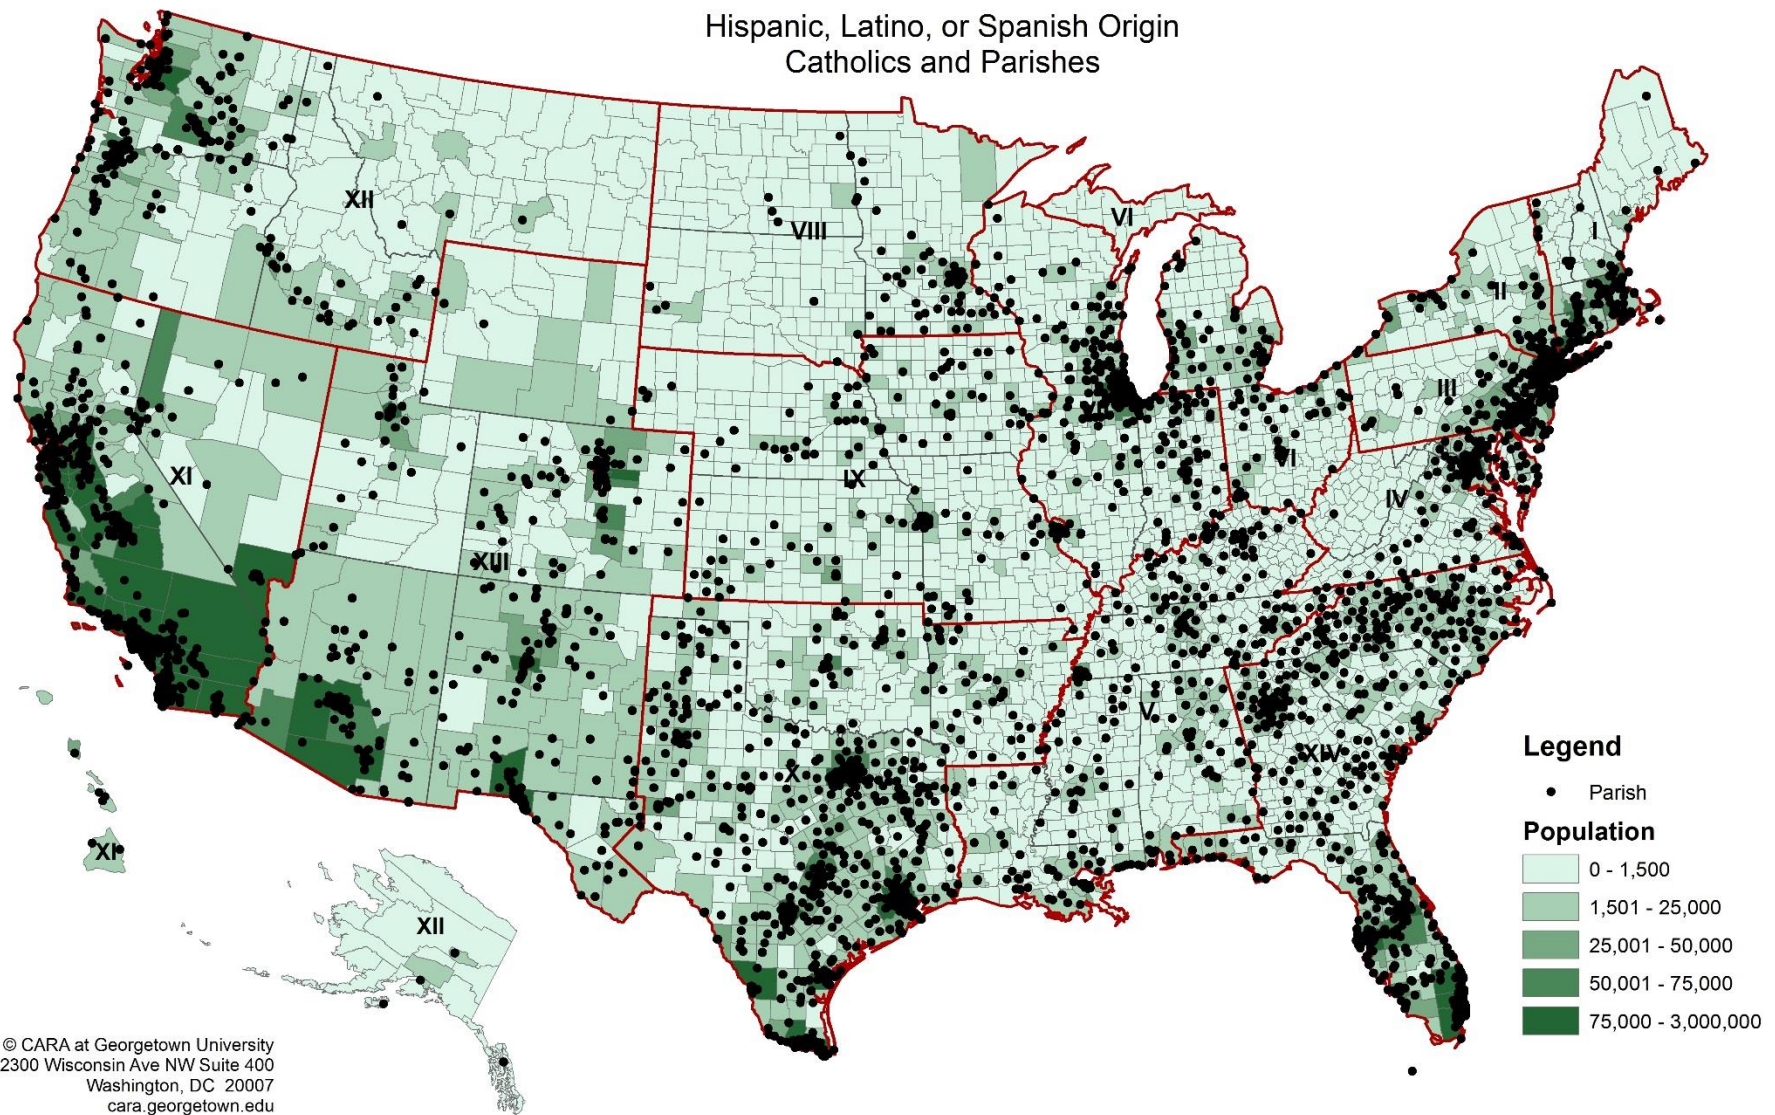 Hispanic, Latino, or Spanish Origin
Catholics and Parishes
XII
VIII
VI
I
II
III
XI
IX
VII
VI
IV
XIII
V
X
XIV
XI
XII
Legend
Parish
Population
0 - 1,500
1,501 - 25,000
25,001 - 50,000
50,001 - 75,000
75,000 - 3,000,000
© CARA at Georgetown University
2300 Wisconsin Ave NW Suite 400
Washington, DC 20007
cara.georgetown.edu